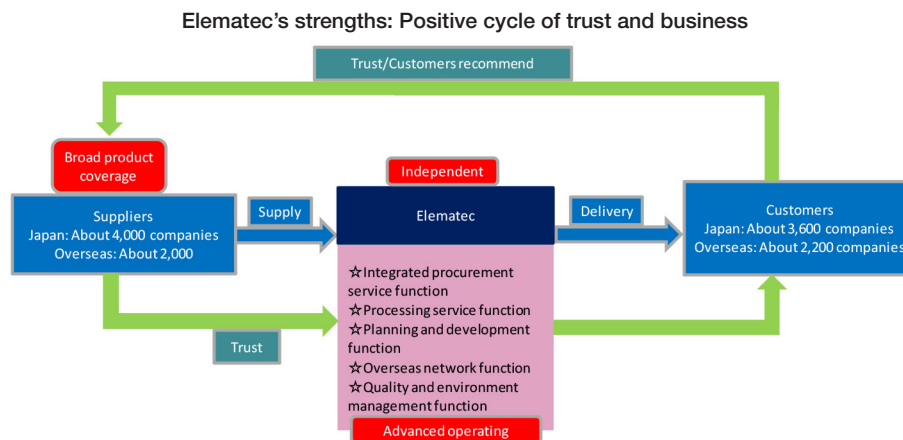 Elematec's strengths: Positive cycle of trust and business
Trust/Customers recommend
Broad product
coverage
Independent
Suppliers
Japan: About 4,000 companies
Overseas: About 2,000
Supply
Elematec
Delivery
Customers
Japan: About 3,600 companies
Overseas: About 2,200 companies
☆Integrated procurement
service function
☆Processing service function
☆Planning and development
function
☆Overseas network function
☆Quality and environment
management function
Trust
Advanced operating